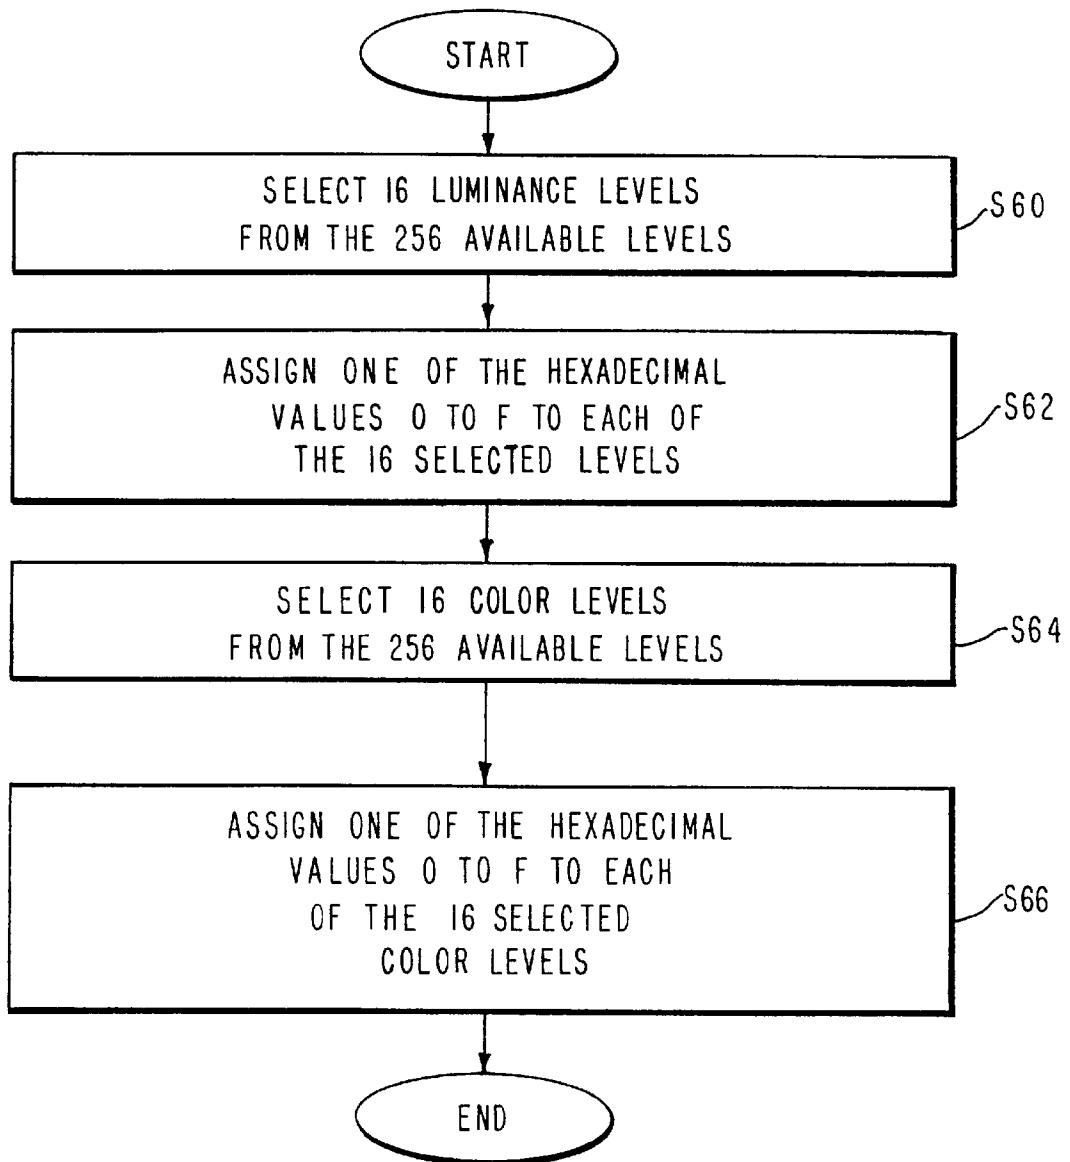 START
SELECT 16 LUMINANCE LEVELS
FROM THE 256 AVAILABLE LEVELS
S60
ASSIGN ONE OF THE HEXADECIMAL
VALUES 0 TO F TO EACH OF
THE 16 SELECTED LEVELS
S62
SELECT 16 COLOR LEVELS
FROM THE 256 AVAILABLE LEVELS
S64
ASSIGN ONE OF THE HEXADECIMAL
VALUES 0 TO F TO EACH
OF THE 16 SELECTED
COLOR LEVELS
S66
END